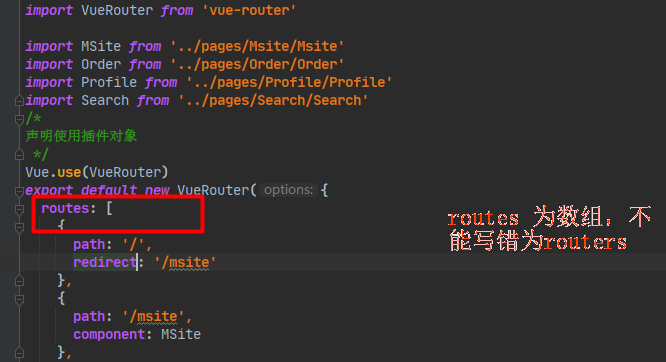 import VueRouter from 'vue-router'
import MSite from '../pages/Msite/Msite'
import Order from '../pages/Order/Order'
import Profile from '../pages/Profile/Profile'
import Search from '../pages/Search/Search'
/*
声明使用插件对象
*/
Vue.use(VueRouter)
export default new VueRouter( options: {
routes: [
{
path: '/',
redirect: '/msite'
},
{
path: '/msite',
component: MSite
},
routes 为数组，不
能写错为routers